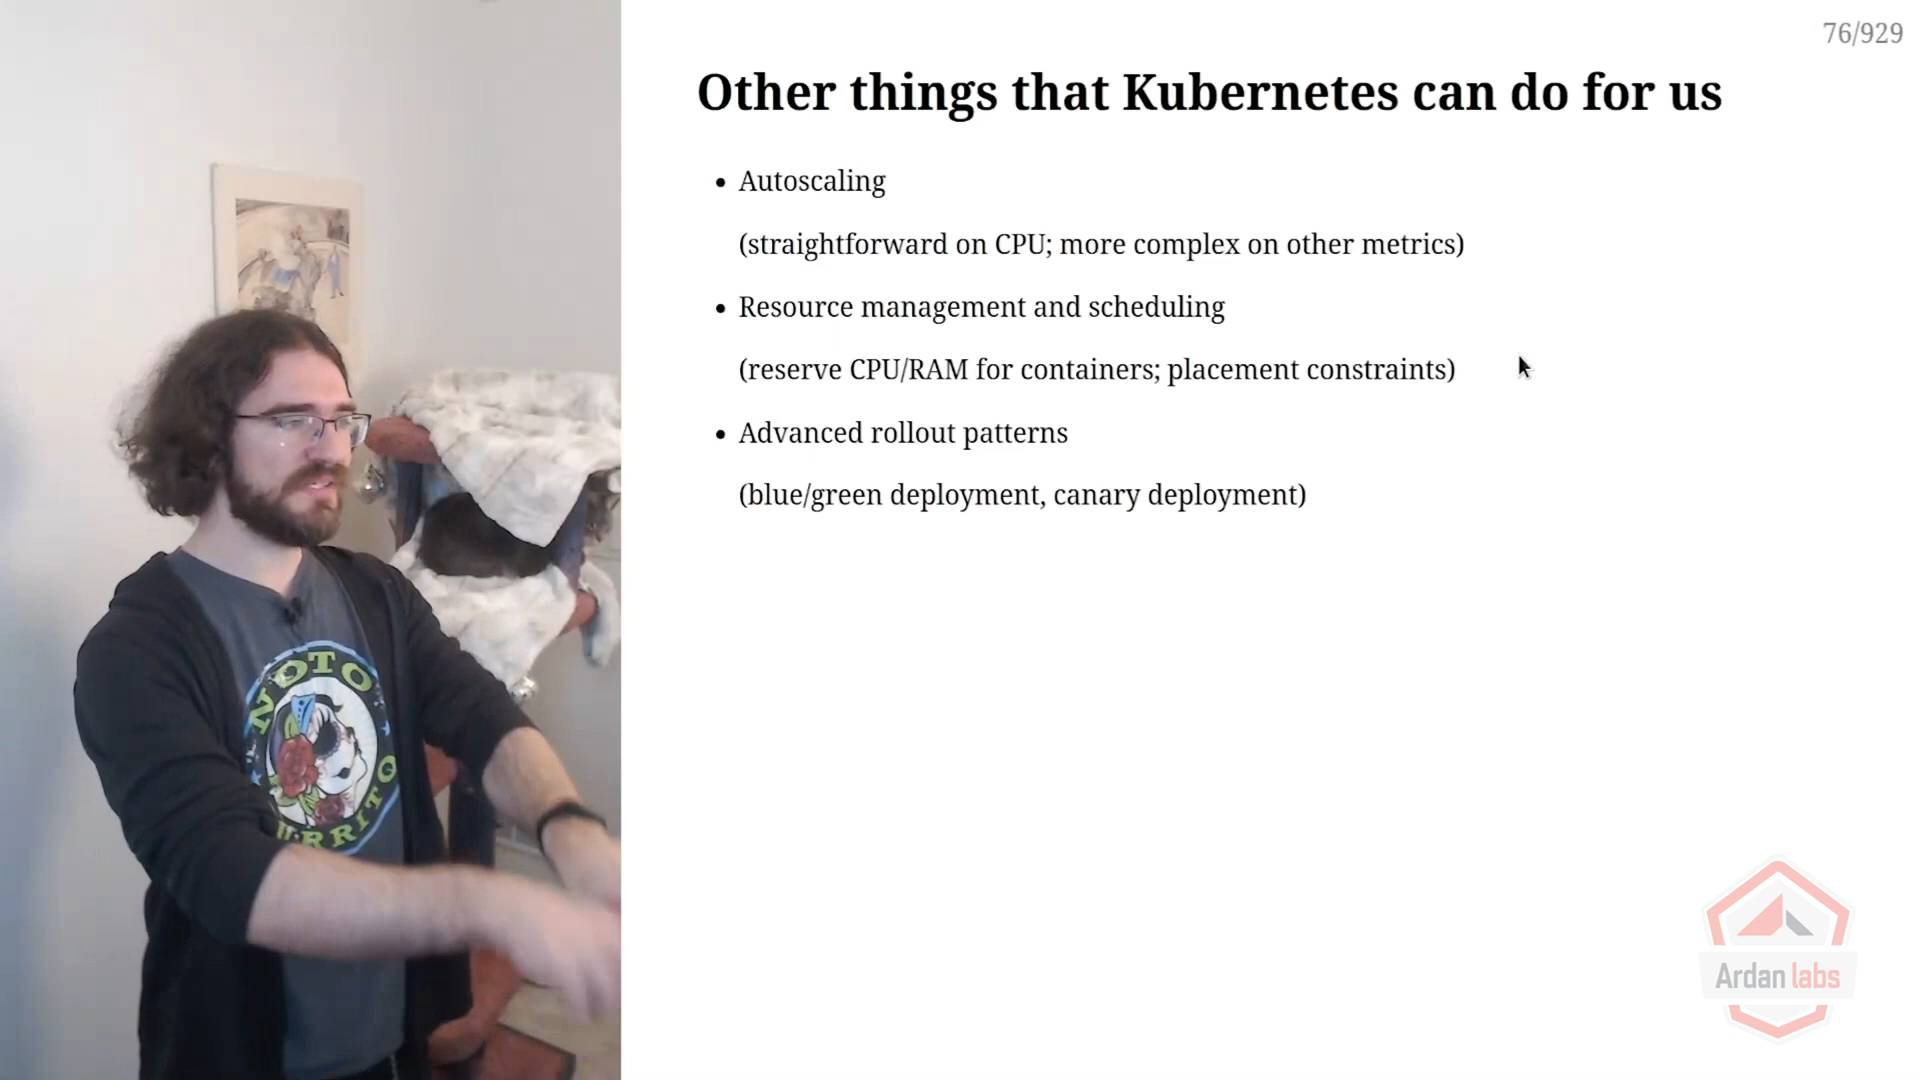 76/929
Other things that Kubernetes can do for us
• Autoscaling
(straightforward on CPU; more complex on other metrics)
• Resource management and scheduling
(reserve CPU/RAM for containers; placement constraints)
• Advanced rollout patterns
(blue/green deployment, canary deployment)
NOTO
Ardan labs